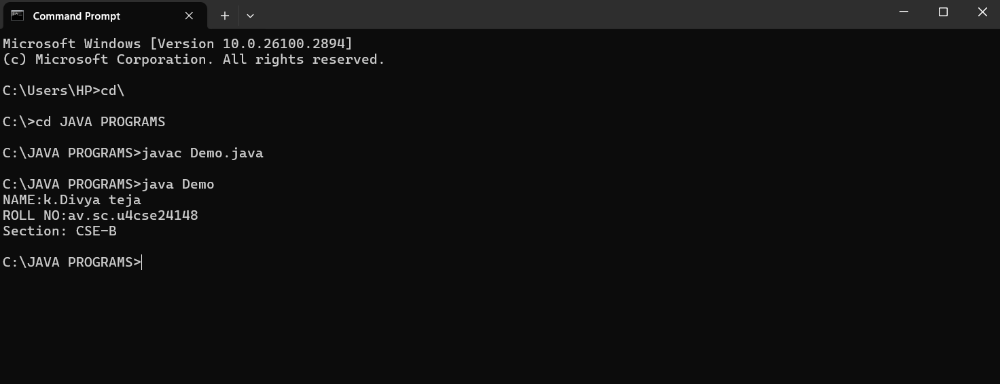 Command Prompt
Microsoft Windows [Version 10.0.26100.2894]
(c) Microsoft Corporation. All rights reserved.
C:\Users\HP>cd\
C:\>cd JAVA PROGRAMS
C:\JAVA PROGRAMS>javac Demo.java
C:\JAVA PROGRAMS>java Demo
NAME:k.Divya teja
ROLL NO:av.sc.u4cse24148
Section: CSE-B
C:\JAVA PROGRAMS>